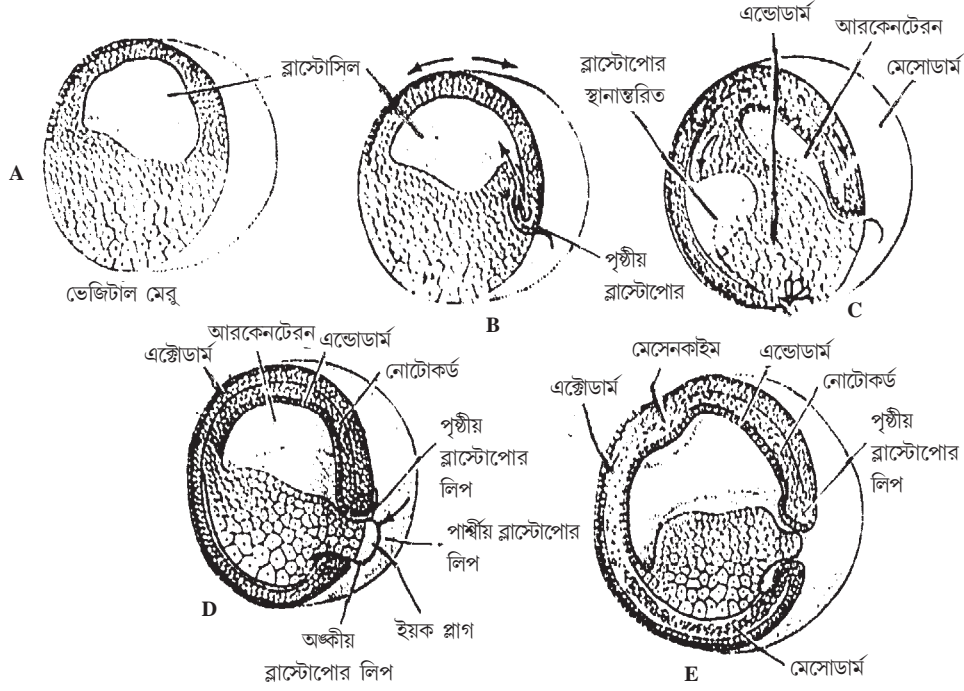 এন্ডোডার্ম
আরকেনটেরন
ব্লাস্টোসিল
ব্লাস্টোপোর
স্থানান্তরিত
মেসোডার্ম
A
ভেজিটাল মেরু
পৃষ্ঠীয়
ব্লাস্টোপোর
B
C
আরকেনটেরন
এন্ডোডার্ম
এক্টোডার্ম
নোটোকর্ড
পৃষ্ঠীয়
ব্লাস্টোপোর
লিপ
পার্শ্বীয় ব্লাস্টোপোর
লিপ
D
অঙ্কীয়
ব্লাস্টোপোর লিপ
ইয়ক প্লাগ
মেসেনকাইম
এন্ডোডার্ম
এক্টোডার্ম
নোটোকর্ড
পৃষ্ঠীয়
ব্লাস্টোপোর
লিপ
E
মেসোডার্ম